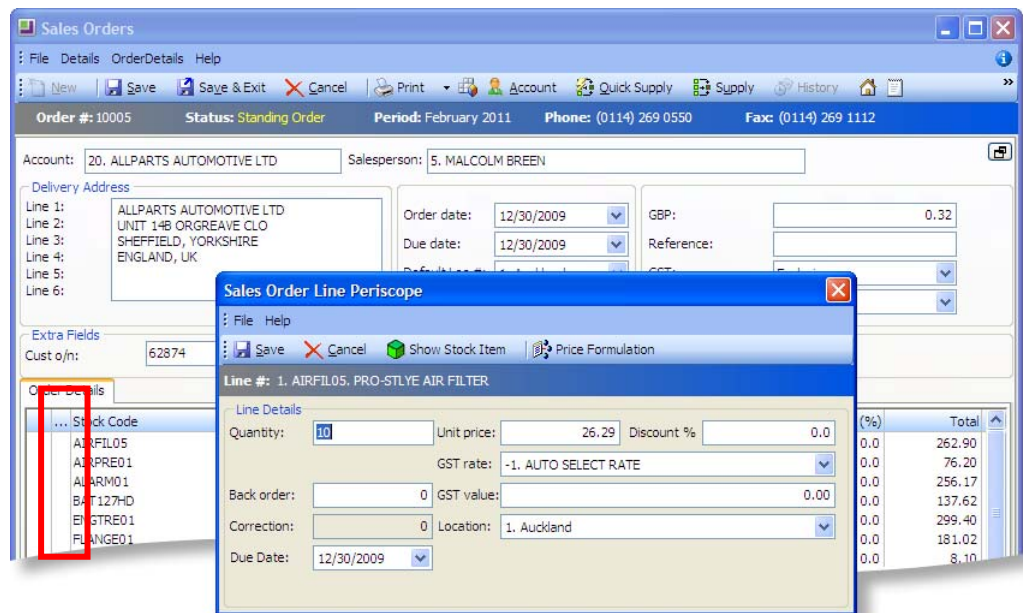 Sales Orders
File Details OrderDetails Help
New Save Save & Exit Cancel Print Account Quick Supply Supply History
Order #: 10005 Status: Standing Order Period: February 2011 Phone: (0114) 269 0550 Fax: (0114) 269 1112
Account: 20. ALLPARTS AUTOMOTIVE LTD Salesperson: 5. MALCOLM BREEN
Delivery Address
Line 1: ALLPARTS AUTOMOTIVE LTD
Line 2: UNIT 14B ORGREAVE CLO
Line 3: SHEFFIELD, YORKSHIRE
Line 4: ENGLAND, UK
Line 5:
Line 6:
Order date: 12/30/2009 GBP: 0.32
Due date: 12/30/2009 Reference:
Extra Fields
Cust o/n: 62874
Order Details
... Stock Code (%) Total
AIRFIL05 0.0 262.90
AIRPRE01 0.0 76.20
ALARM01 0.0 256.17
BAT127HD 0.0 137.62
ENGTRE01 0.0 299.40
FLANGE01 0.0 181.02
0.0 8.10
Sales Order Line Periscope
File Help
Save Cancel Show Stock Item Price Formulation
Line #: 1. AIRFIL05. PRO-STLYE AIR FILTER
Line Details
Quantity: 10 Unit price: 26.29 Discount % 0.0
GST rate: -1. AUTO SELECT RATE
Back order: 0 GST value: 0.00
Correction: 0 Location: 1. Auckland
Due Date: 12/30/2009